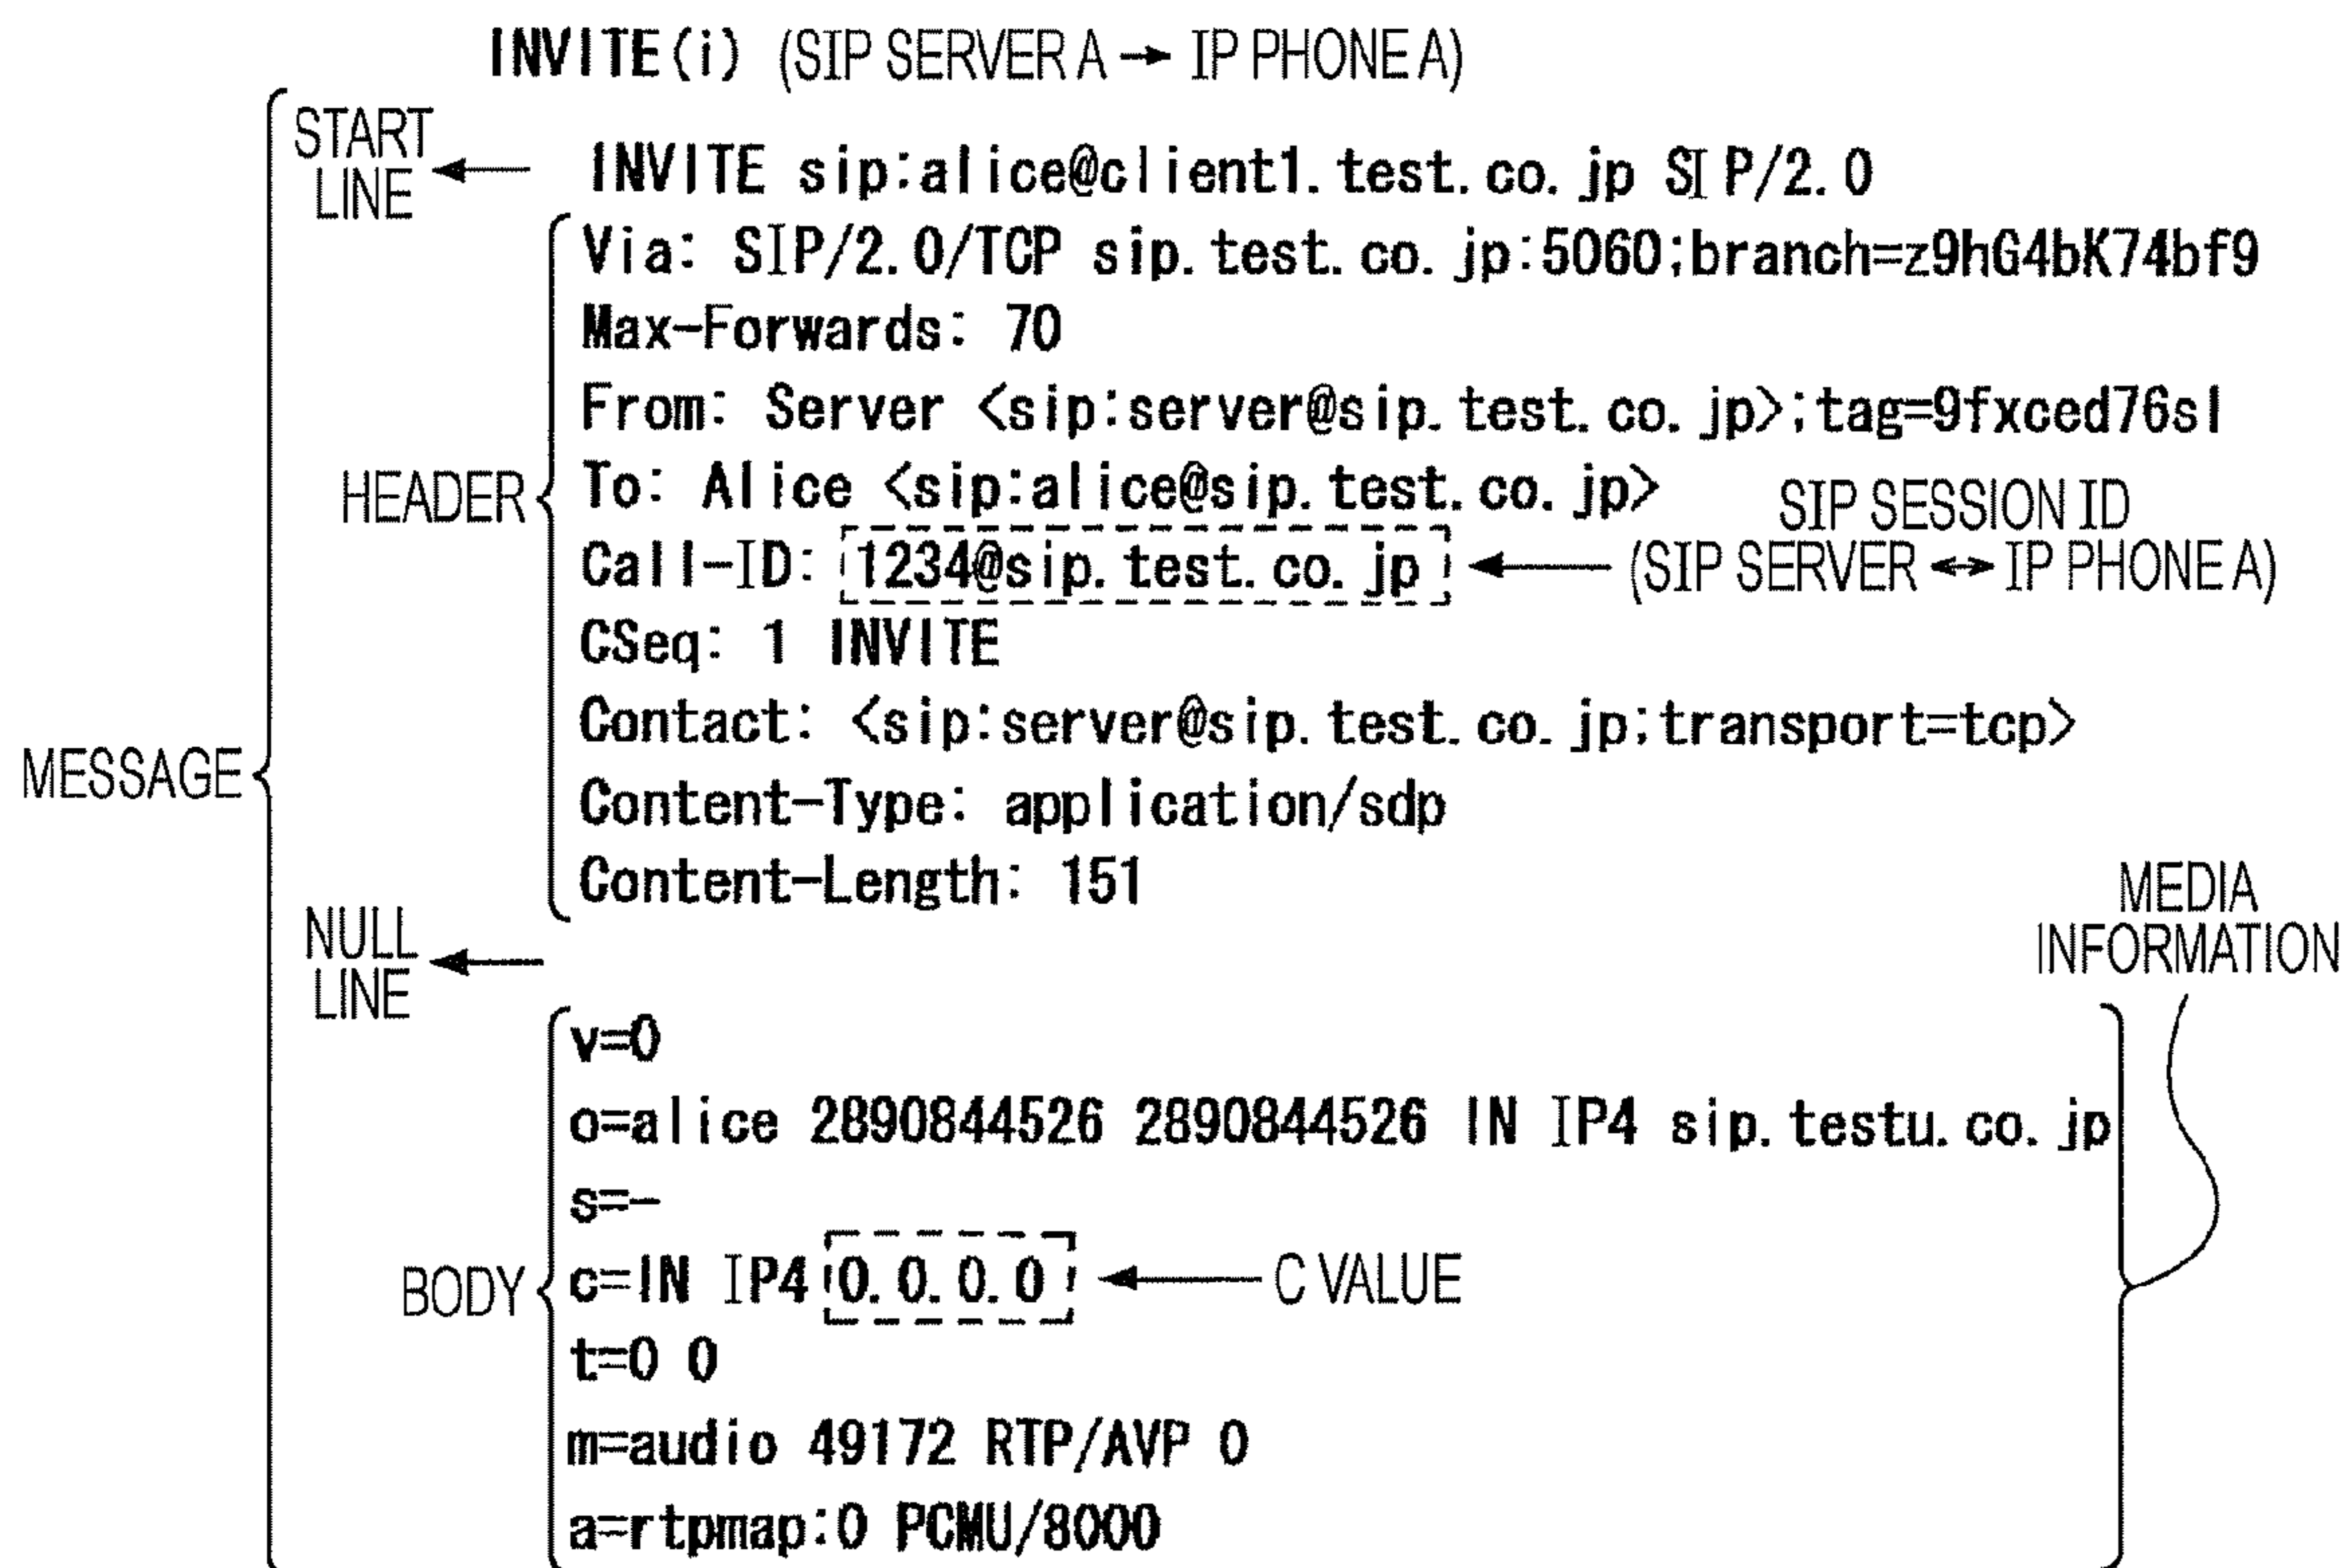 INVITE(i) (SIP SERVER A → IP PHONE A)
START
LINE
INVITE sip:alice@client1.test.co.jp SIP/2.0
Via: SIP/2.0/TCP sip.test.co.jp:5060;branch=z9hG4bK74bf9
Max-Forwards: 70
From: Server <sip:server@sip.test.co.jp>;tag=9fxced76sl
HEADER
To: Alice <sip:alice@sip.test.co.jp>
SIP SESSION ID
Call-ID: 1234@sip.test.co.jp
(SIP SERVER ↔ IP PHONE A)
CSeq: 1 INVITE
Contact: <sip:server@sip.test.co.jp;transport=tcp>
MESSAGE
Content-Type: application/sdp
Content-Length: 151
NULL
LINE
MEDIA
INFORMATION
v=0
o=alice 2890844526 2890844526 IN IP4 sip.testu.co.jp
s=-
BODY
c=IN IP4 0.0.0.0
C VALUE
t=0 0
m=audio 49172 RTP/AVP 0
a=rtpmap:0 PCMU/8000